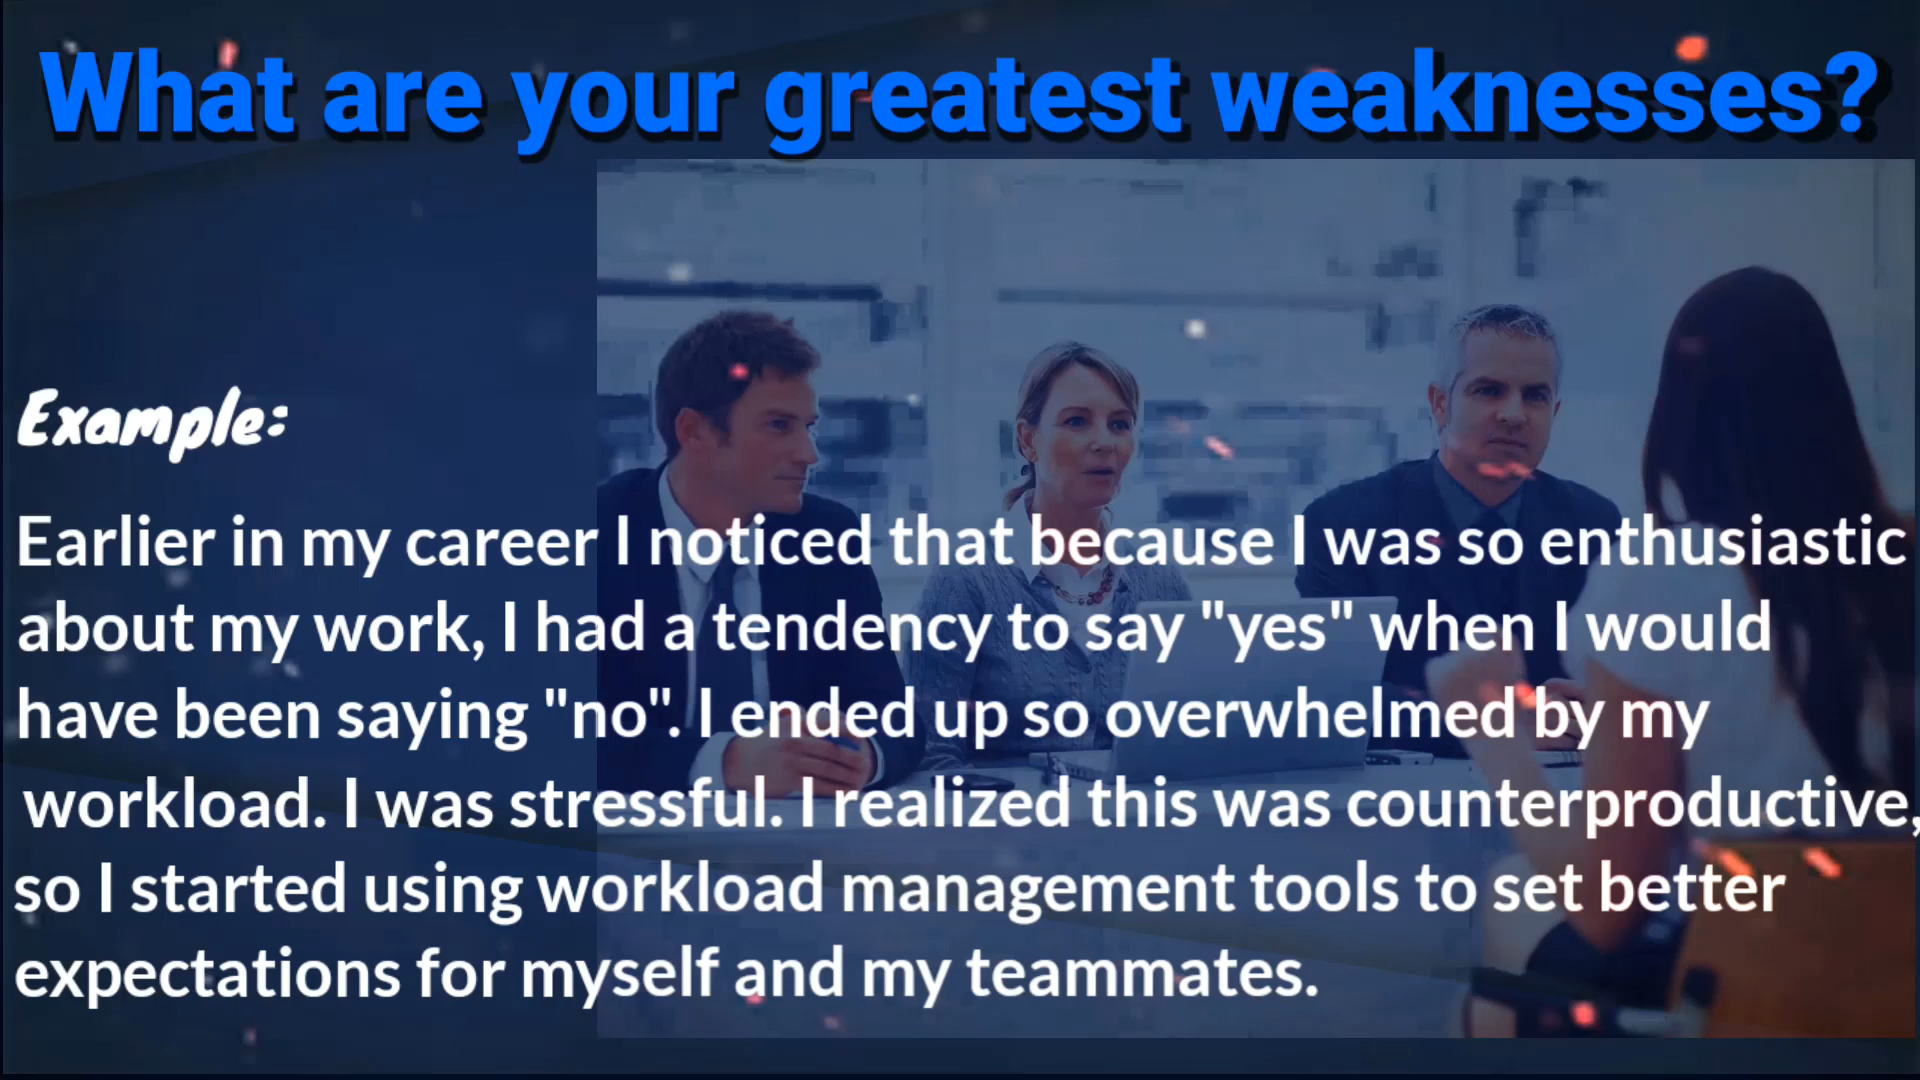 What are your greatest weaknesses?
Example:
Earlier in my career I noticed that because I was so enthusiastic
about my work, I had a tendency to say "yes" when I would
have been saying "no". I ended up so overwhelmed by my
workload. I was stressful. I realized this was counterproductive,
so I started using workload management tools to set better
expectations for myself and my teammates.